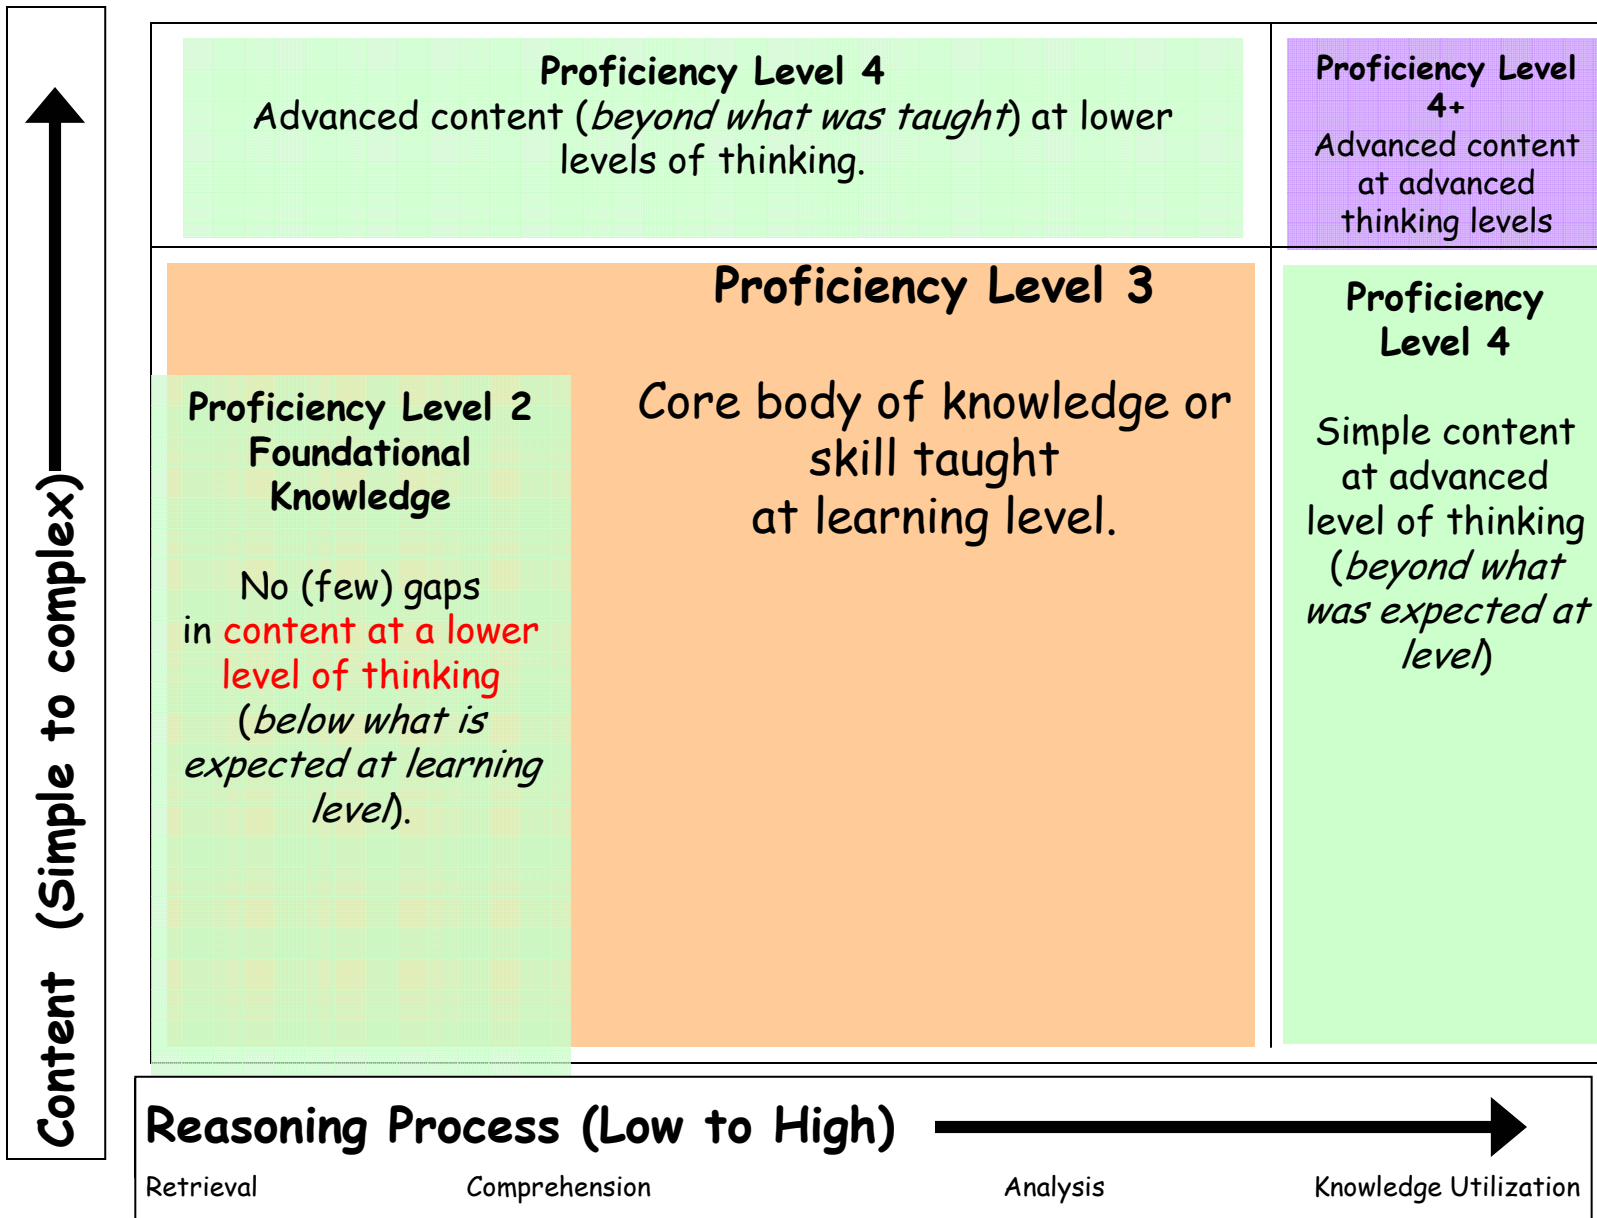 Proficiency Level 4
Advanced content (beyond what was taught) at lower
levels of thinking.
Proficiency Level
4+
Advanced content
at advanced
thinking levels
Proficiency Level 3
Core body of knowledge or
skill taught
at learning level.
Proficiency Level 2
Foundational
Knowledge
No (few) gaps
in content at a lower
level of thinking
(below what is
expected at learning
level).
Proficiency
Level 4
Simple content
at advanced
level of thinking
(beyond what
was expected at
level)
Content (Simple to complex)
Reasoning Process (Low to High)
Retrieval Comprehension Analysis Knowledge Utilization